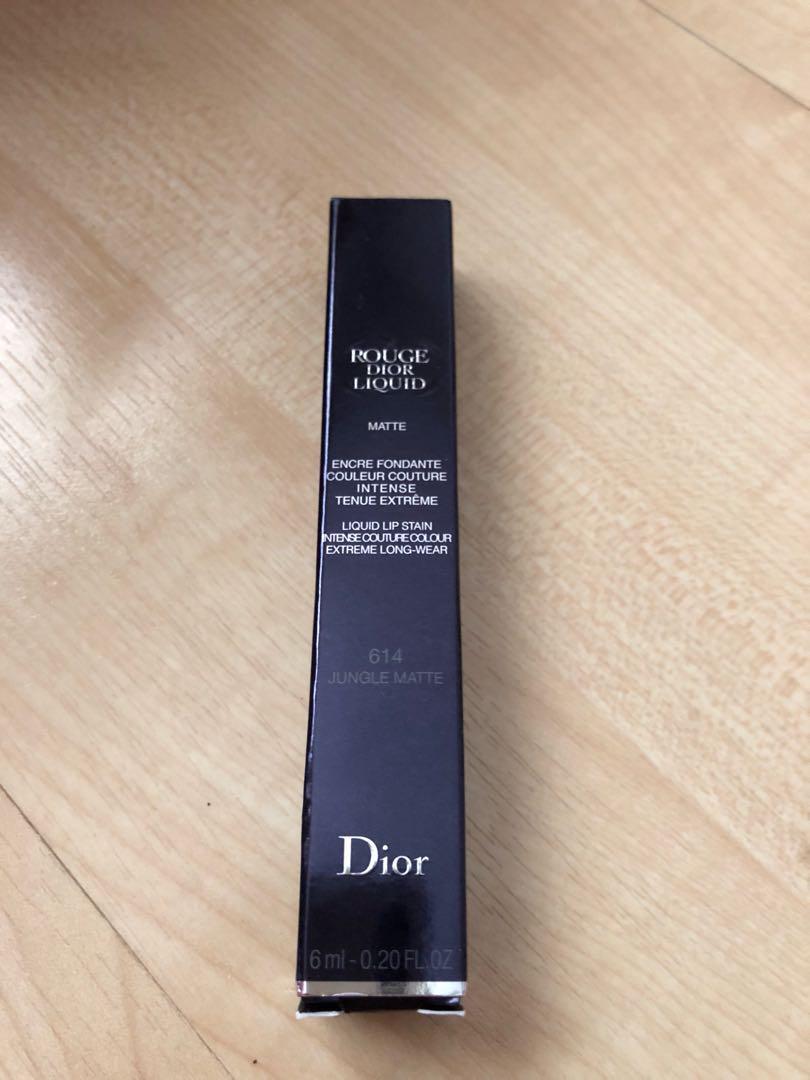 ROUGE
DIOR
LIQUID
MATTE
ENCRE FONDANTE
COULEUR COUTURE
INTENSE
TENUE EXTRÊME
LIQUID LIP STAIN
INTENSE COUTURE COLOUR
EXTREME LONG-WEAR
614
JUNGLE MATTE
Dior
6 ml - 0.20 FL.OZ